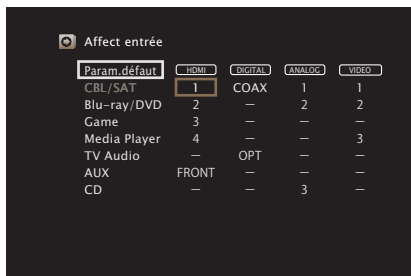 Affect entrée
Param.défaut HDMI DIGITAL ANALOG VIDEO
CBL/SAT 1 COAX 1 1
Blu-ray/DVD 2 — 2 2
Game 3 — — —
Media Player 4 — — 3
TV Audio — OPT — —
AUX FRONT — — —
CD — — 3 —